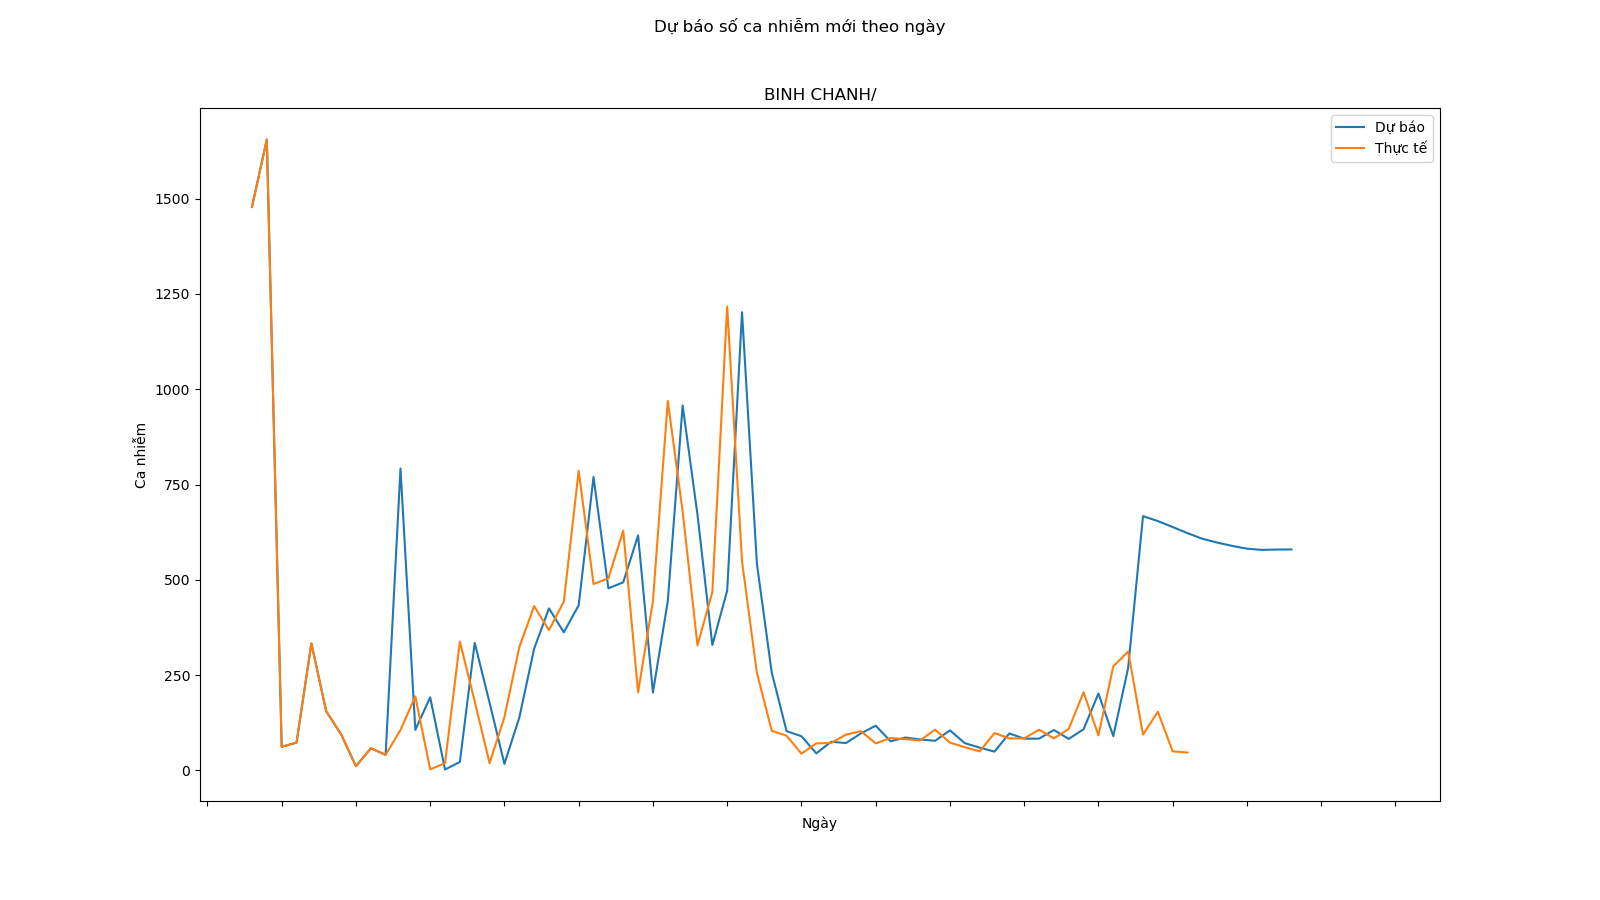 Dự báo số ca nhiễm mới theo ngày
BINH CHANH/
Dự báo
Thực tế
1500
1250
1000
750
500
250
0
Ca nhiễm
Ngày